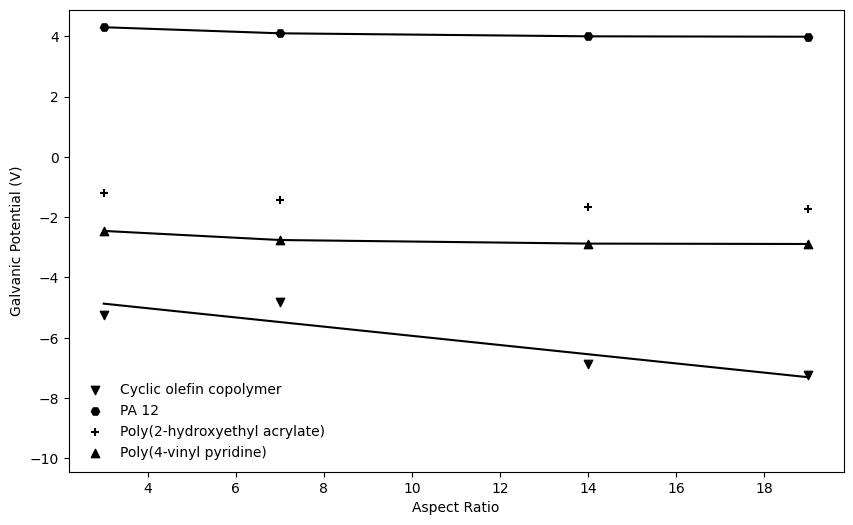 4
2
0
−2
−4
−6
−8
−10
Galvanic Potential (V)
Cyclic olefin copolymer
PA 12
Poly(2-hydroxyethyl acrylate)
Poly(4-vinyl pyridine)
4 6 8 10 12 14 16 18
Aspect Ratio